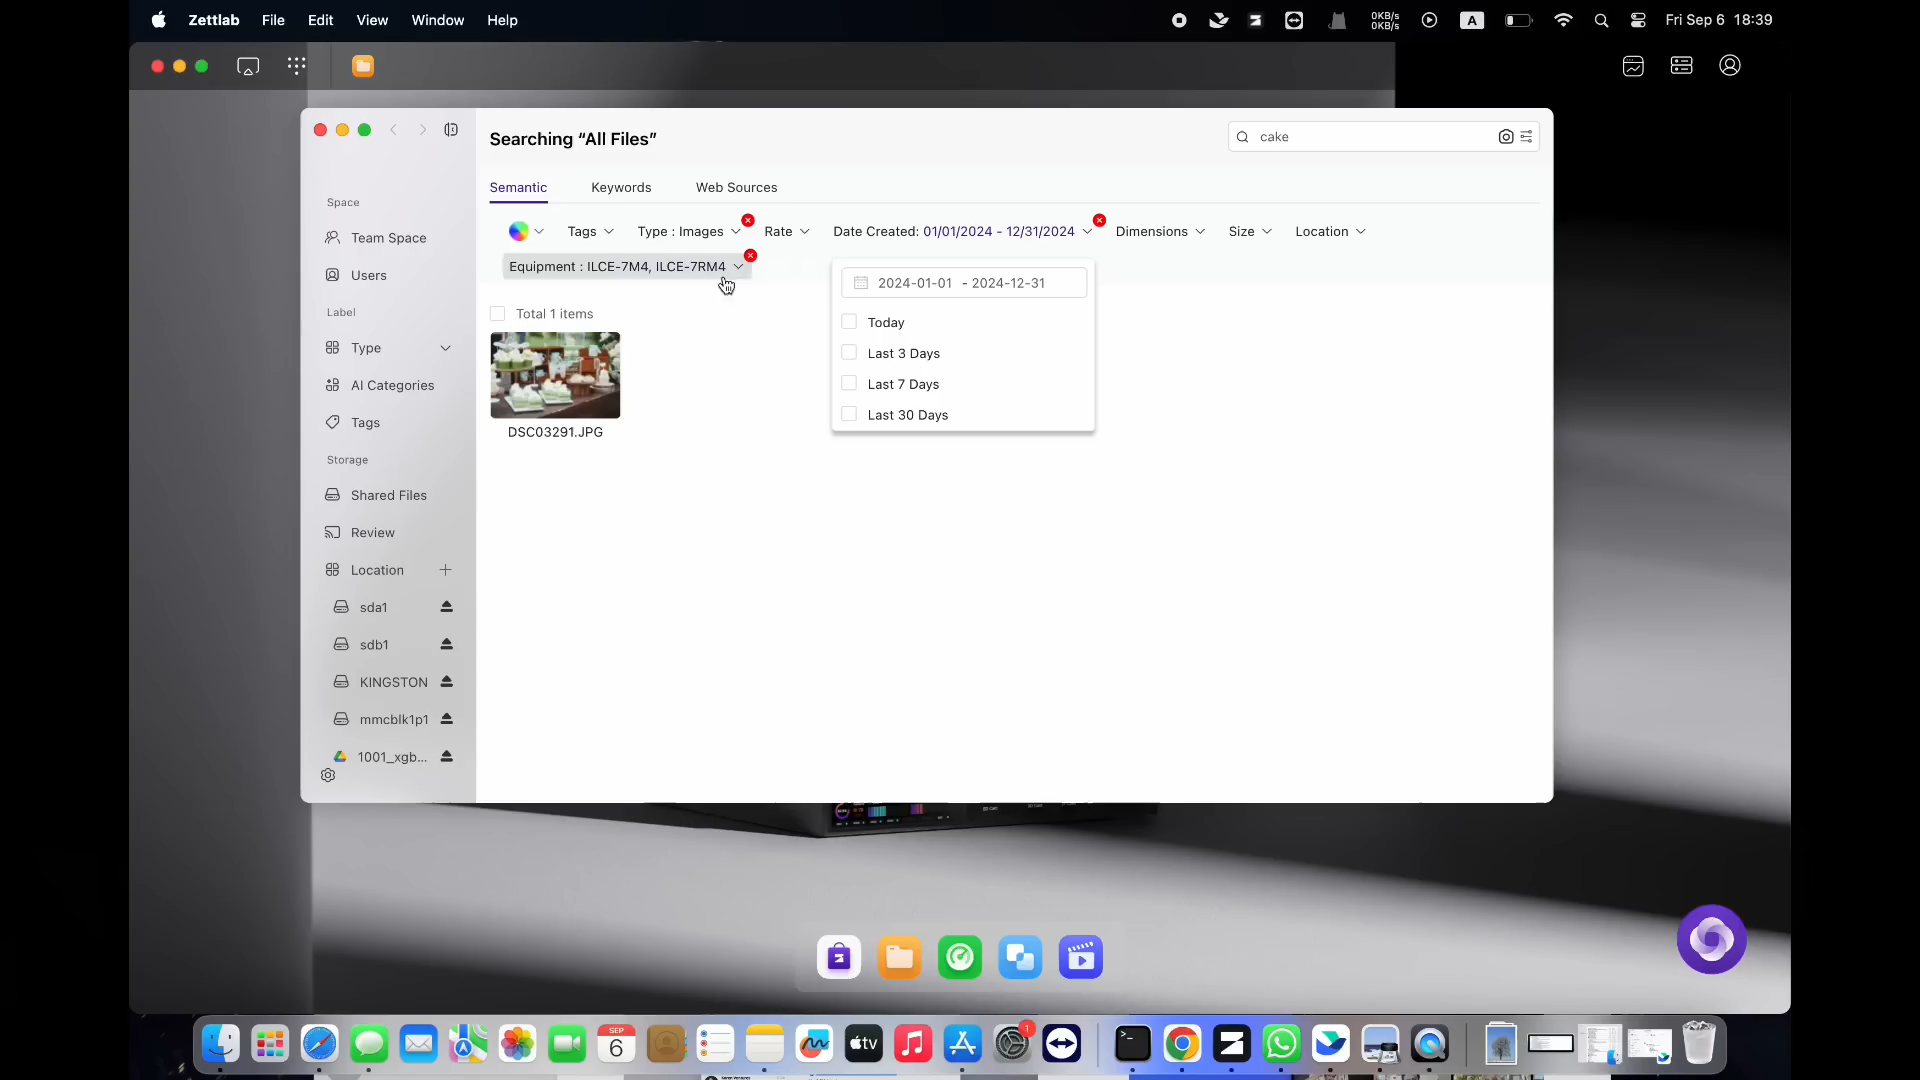 Zettlab File Edit View Window Help
0KB/s
0KB/s
A
Fri Sep 6 18:39
Searching “All Files”
cake
Semantic Keywords Web Sources
Tags Type : Images Rate Date Created: 01/01/2024 - 12/31/2024 Dimensions Size Location
Equipment : ILCE-7M4, ILCE-7RM4
2024-01-01 - 2024-12-31
Today
Last 3 Days
Last 7 Days
Last 30 Days
Total 1 items
DSC03291.JPG
Space
Team Space
Users
Label
Type
AI Categories
Tags
Storage
Shared Files
Review
Location
sda1
sdb1
KINGSTON
mmcblk1p1
1001_xgb...
SEP
6
tv
1